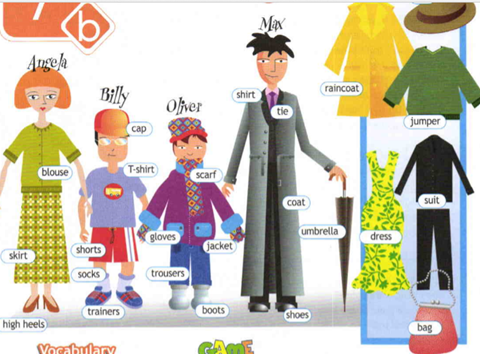 7 b
Angela
Billy
Oliver
Max
blouse
skirt
high heels
cap
T-shirt
shorts
socks
trainers
scarf
gloves
jacket
trousers
boots
shirt
tie
coat
umbrella
shoes
raincoat
jumper
dress
suit
bag
Vocabulary
GAME